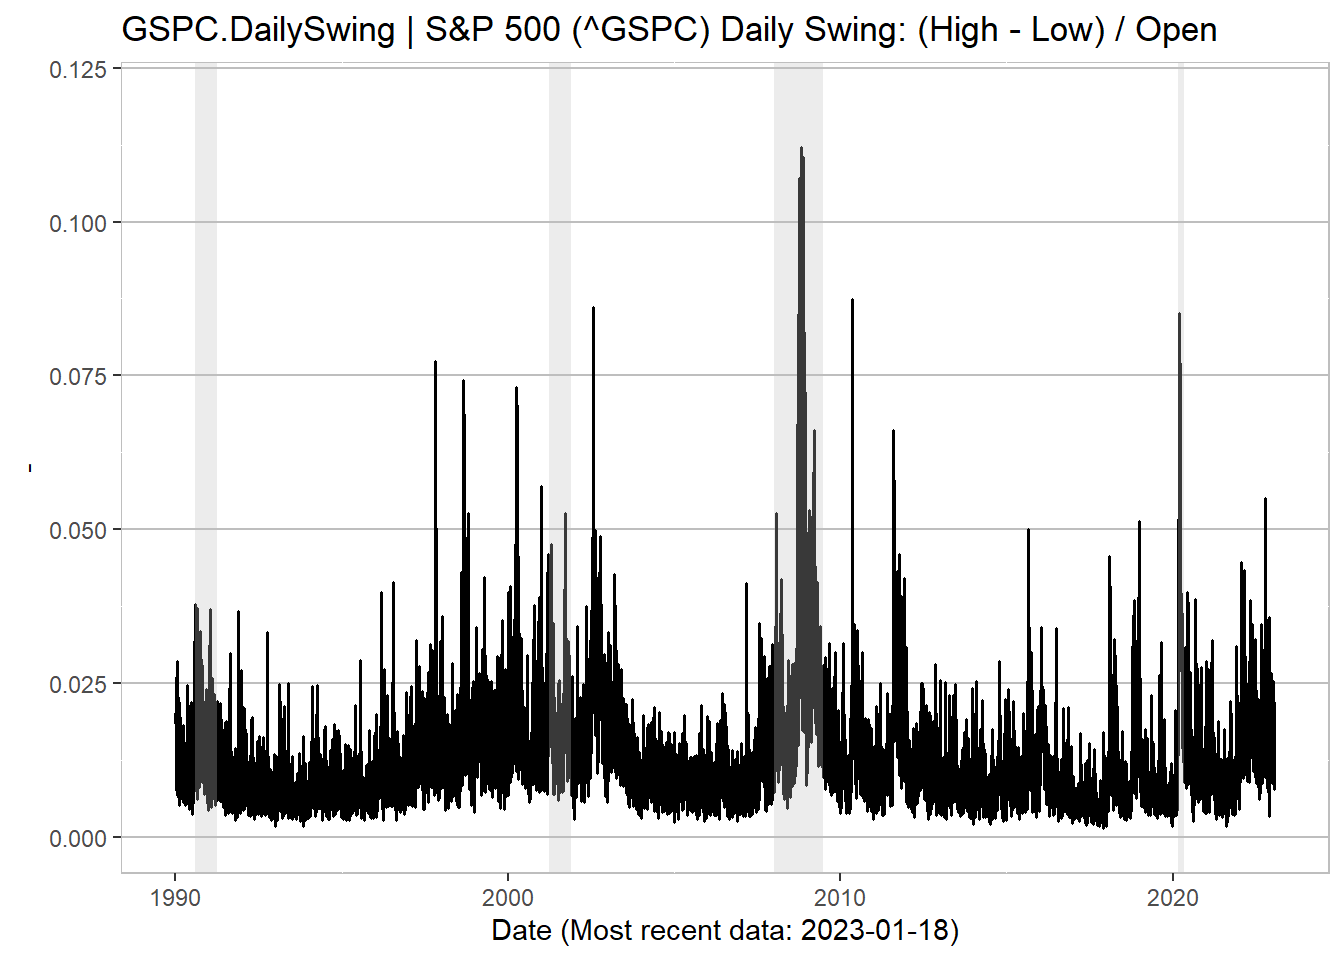 GSPC.DailySwing | S&P 500 (^GSPC) Daily Swing: (High - Low) / Open
0.125
0.100
0.075
-
0.050
0.025
0.000
1990 2000 2010 2020
Date (Most recent data: 2023-01-18)